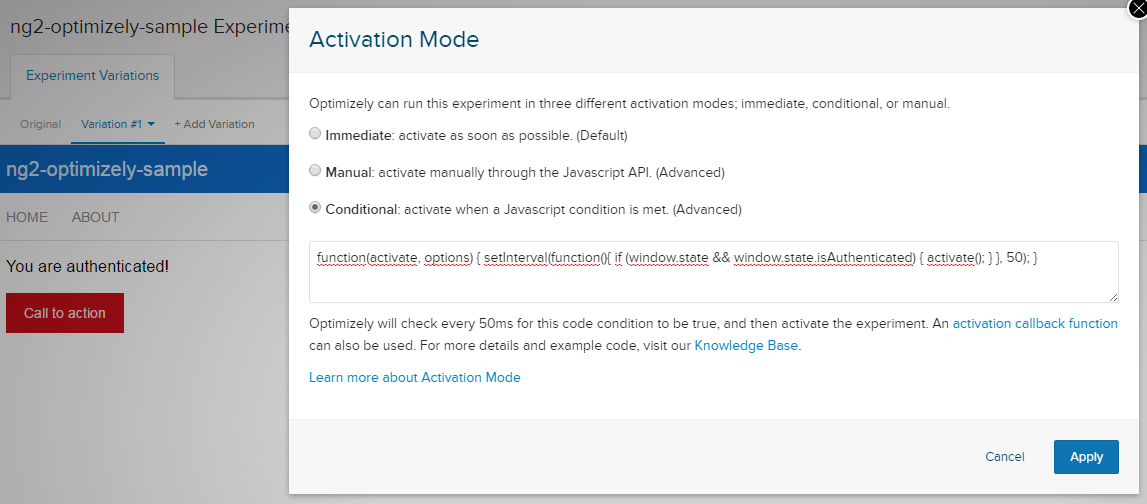 ng2-optimizely-sample Experime
Experiment Variations
Original Variation #1 + Add Variation
ng2-optimizely-sample
HOME ABOUT
You are authenticated!
Call to action
Activation Mode
Optimizely can run this experiment in three different activation modes; immediate, conditional, or manual.
Immediate: activate as soon as possible. (Default)
Manual: activate manually through the Javascript API. (Advanced)
Conditional: activate when a Javascript condition is met. (Advanced)
function(activate, options) { setInterval(function(){ if (window.state && window.state.isAuthenticated) { activate(); } }, 50); }
Optimizely will check every 50ms for this code condition to be true, and then activate the experiment. An activation callback function
can also be used. For more details and example code, visit our Knowledge Base.
Learn more about Activation Mode
Cancel Apply